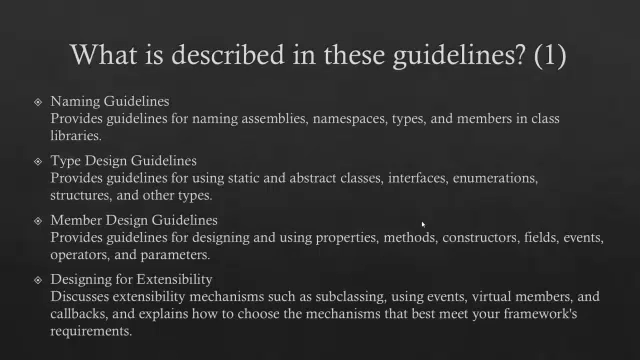 What is described in these guidelines? (1)
Naming Guidelines
Provides guidelines for naming assemblies, namespaces, types, and members in class
libraries.
Type Design Guidelines
Provides guidelines for using static and abstract classes, interfaces, enumerations,
structures, and other types.
Member Design Guidelines
Provides guidelines for designing and using properties, methods, constructors, fields, events,
operators, and parameters.
Designing for Extensibility
Discusses extensibility mechanisms such as subclassing, using events, virtual members, and
callbacks, and explains how to choose the mechanisms that best meet your framework's
requirements.